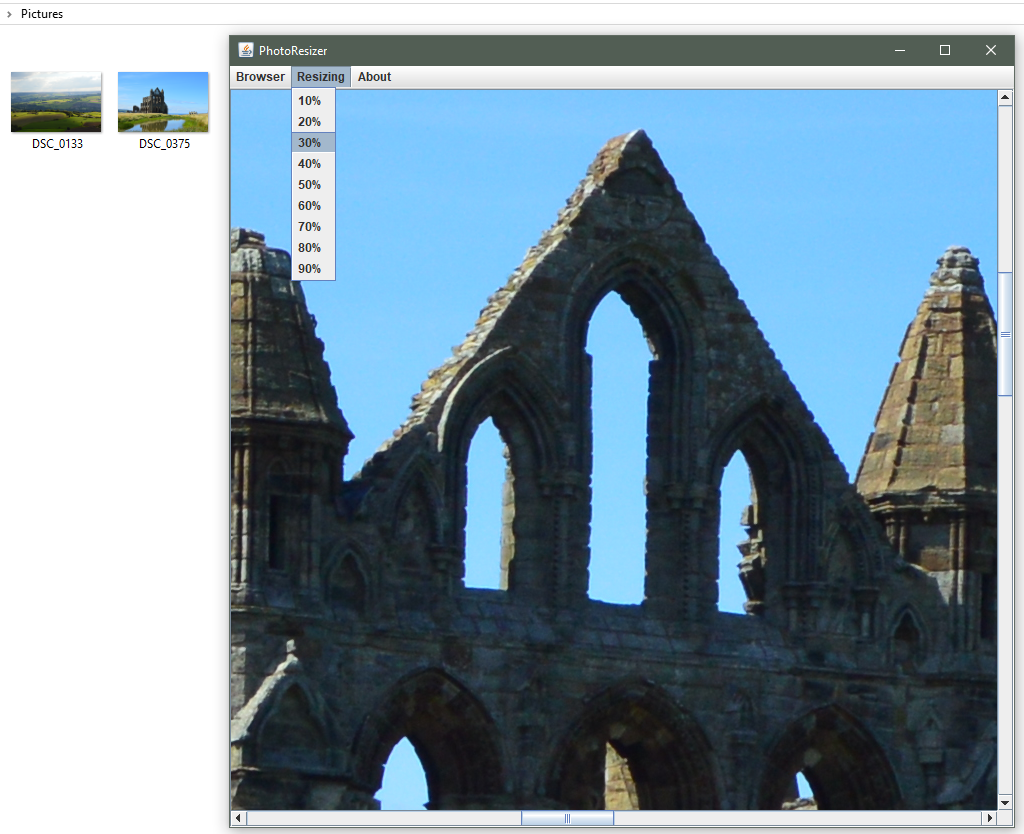 Pictures
PhotoResizer
Browser Resizing About
10%
20%
30%
40%
50%
60%
70%
80%
90%
DSC_0133 DSC_0375